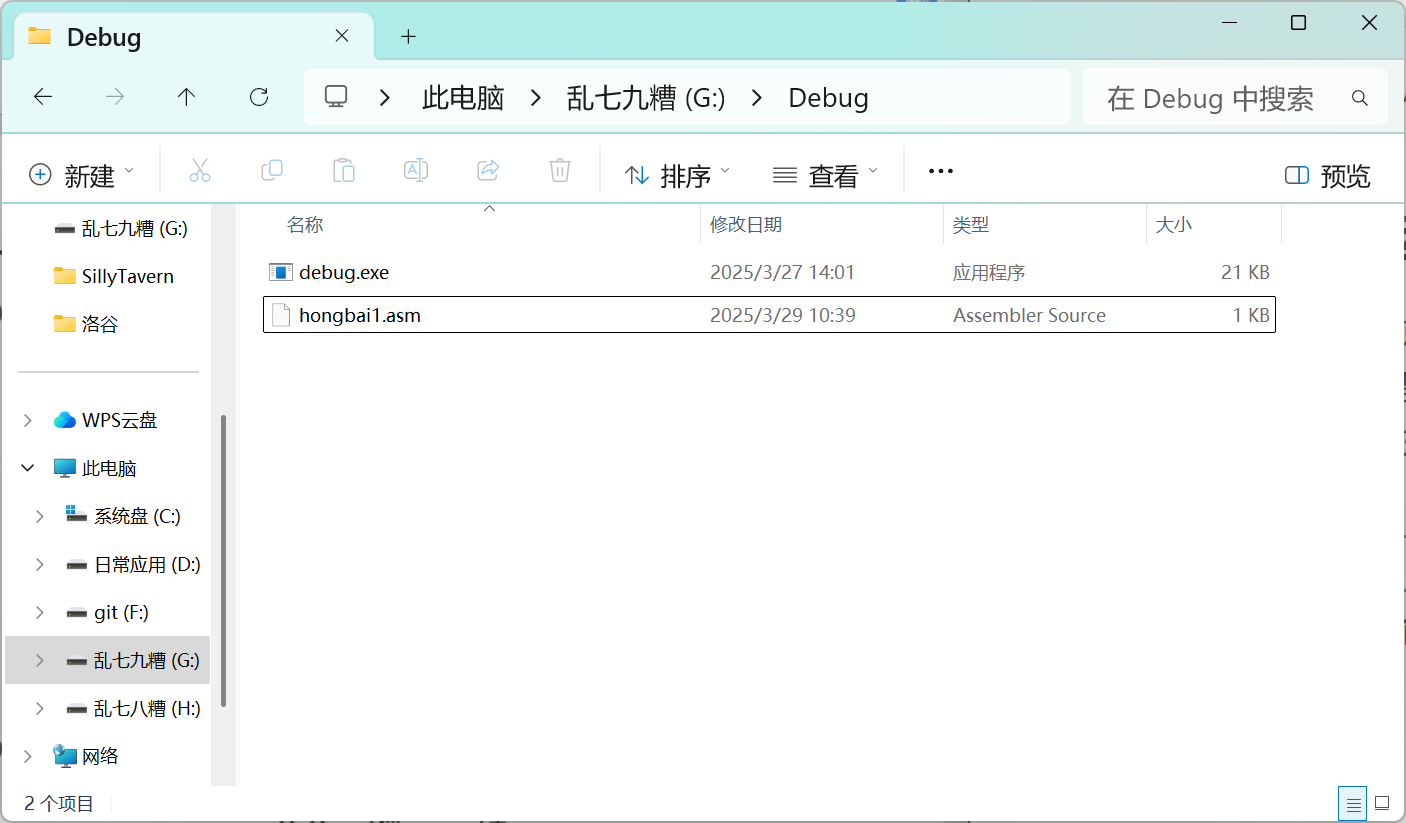 Debug
此电脑 乱七九糟 (G:) Debug
在 Debug 中搜索
新建 排序 查看 预览
名称 修改日期 类型 大小
debug.exe 2025/3/27 14:01 应用程序 21 KB
hongbai1.asm 2025/3/29 10:39 Assembler Source 1 KB
乱七九糟 (G:)
SillyTavern
洛谷
WPS云盘
此电脑
系统盘 (C:)
日常应用 (D:)
git (F:)
乱七九糟 (G:)
乱七八糟 (H:)
网络
2 个项目